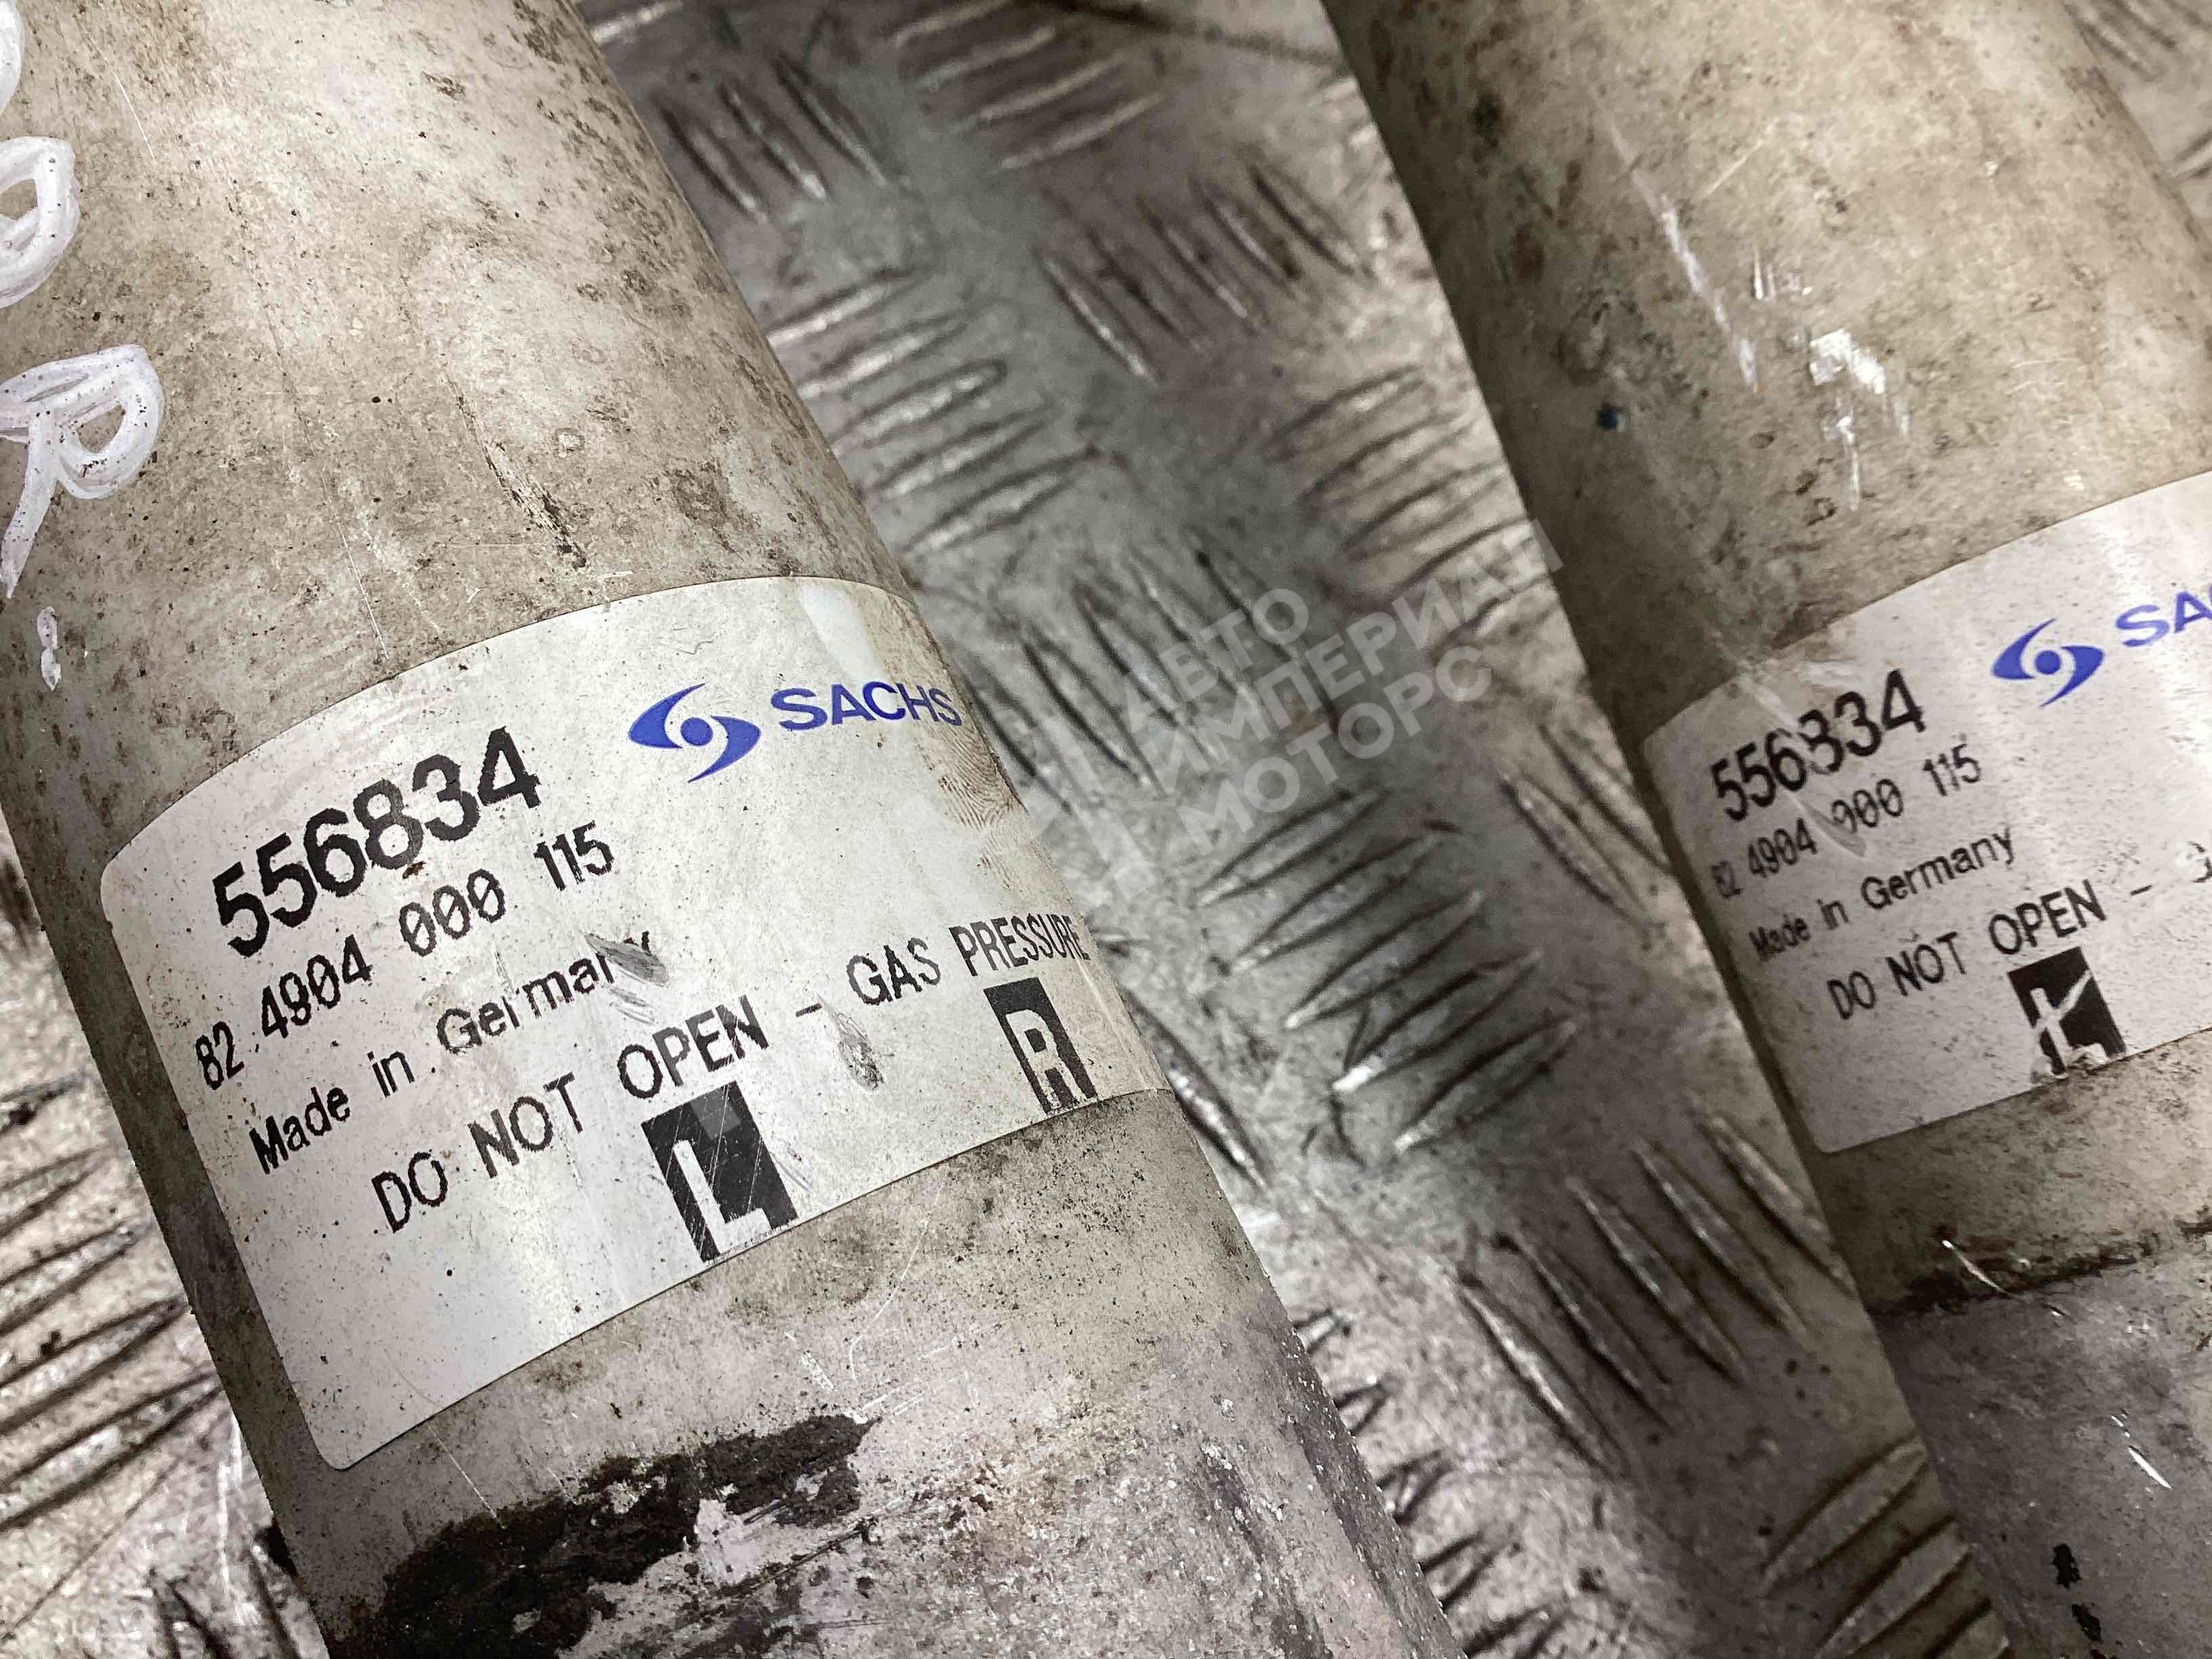 SACHS
556834
82 4904 000 115
Made in Germany
DO NOT OPEN - GAS PRESSURE
L R
556834
82 4904 000 115
Made in Germany
DO NOT OPEN -
L
АВТО
ИМПЕРИАЛ
МОТОРС